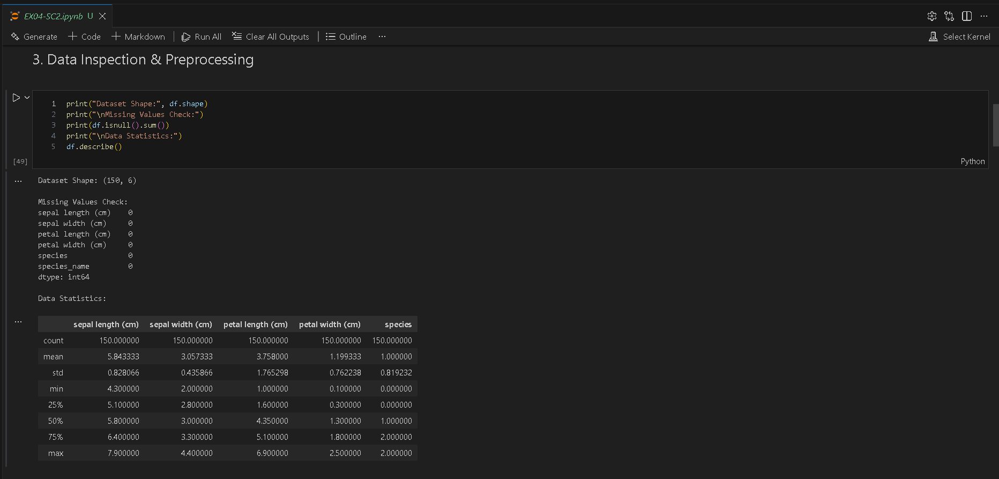 EX04-SC2.ipynb U
Generate + Code + Markdown Run All Clear All Outputs Outline ... Select Kernel
3. Data Inspection & Preprocessing
1 print("Dataset Shape:", df.shape)
2 print("\nMissing Values Check:")
3 print(df.isnull().sum())
4 print("\nData Statistics:")
5 df.describe()
[49]
Python
Dataset Shape: (150, 6)
Missing Values Check:
sepal length (cm) 0
sepal width (cm) 0
petal length (cm) 0
petal width (cm) 0
species 0
species_name 0
dtype: int64
Data Statistics:
sepal length (cm) sepal width (cm) petal length (cm) petal width (cm) species
count 150.000000 150.000000 150.000000 150.000000 150.000000
mean 5.843333 3.057333 3.758000 1.199333 1.000000
std 0.828066 0.435866 1.765298 0.762238 0.819232
min 4.300000 2.000000 1.000000 0.100000 0.000000
25% 5.100000 2.800000 1.600000 0.300000 0.000000
50% 5.800000 3.000000 4.350000 1.300000 1.000000
75% 6.400000 3.300000 5.100000 1.800000 2.000000
max 7.900000 4.400000 6.900000 2.500000 2.000000